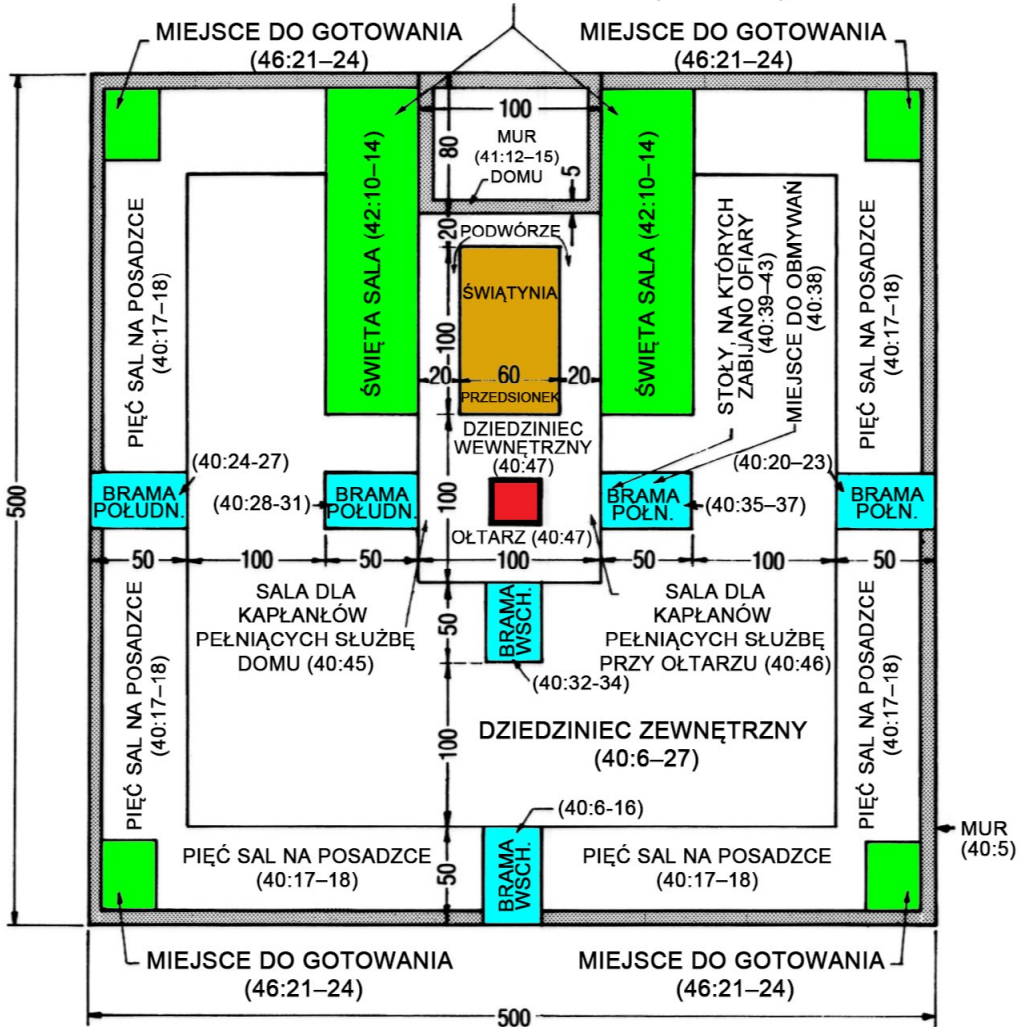 MIEJSCE DO GOTOWANIA
(46:21–24)
MIEJSCE DO GOTOWANIA
(46:21–24)
100
80
MUR
(41:12–15)
DOMU
5
20
PODWÓRZE
ŚWIĘTA SALA (42:10–14)
ŚWIĘTA SALA (42:10–14)
ŚWIĄTYNIA
100
20
60
20
PRZEDSIONEK
PIĘĆ SAL NA POSADZCE
(40:17–18)
STOŁY, NA KTÓRYCH
ZABIJANO OFIARY
(40:39–43)
MIEJSCE DO OBMYWAŃ
(40:38)
PIĘĆ SAL NA POSADZCE
(40:17–18)
DZIEDZINIEC
WEWNĘTRZNY
(40:47)
(40:24-27)
(40:20–23)
BRAMA
POŁUDN.
(40:28-31)
BRAMA
POŁUDN.
100
BRAMA
PÓŁN.
(40:35–37)
BRAMA
PÓŁN.
500
OŁTARZ (40:47)
50
100
50
100
50
100
50
SALA DLA
KAPŁANŁÓW
PEŁNIĄCYCH SŁUŻBĘ
DOMU (40:45)
50
BRAMA
WSCH.
SALA DLA
KAPŁANÓW
PEŁNIĄCYCH SŁUŻBĘ
PRZY OŁTARZU (40:46)
(40:32-34)
PIĘĆ SAL NA POSADZCE
(40:17–18)
PIĘĆ SAL NA POSADZCE
(40:17–18)
100
DZIEDZINIEC ZEWNĘTRZNY
(40:6–27)
(40:6-16)
MUR
(40:5)
PIĘĆ SAL NA POSADZCE
(40:17–18)
50
BRAMA
WSCH.
PIĘĆ SAL NA POSADZCE
(40:17–18)
MIEJSCE DO GOTOWANIA
(46:21–24)
MIEJSCE DO GOTOWANIA
(46:21–24)
500